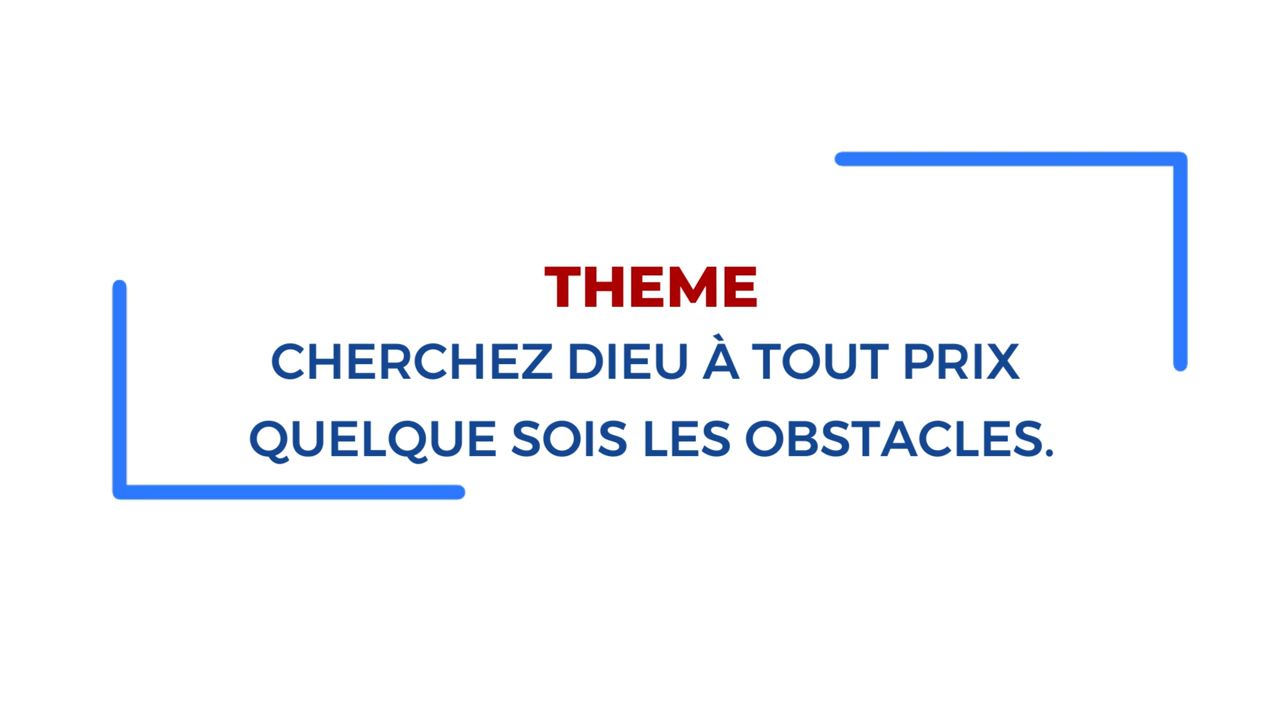 THEME
CHERCHEZ DIEU À TOUT PRIX
QUELQUE SOIS LES OBSTACLES.